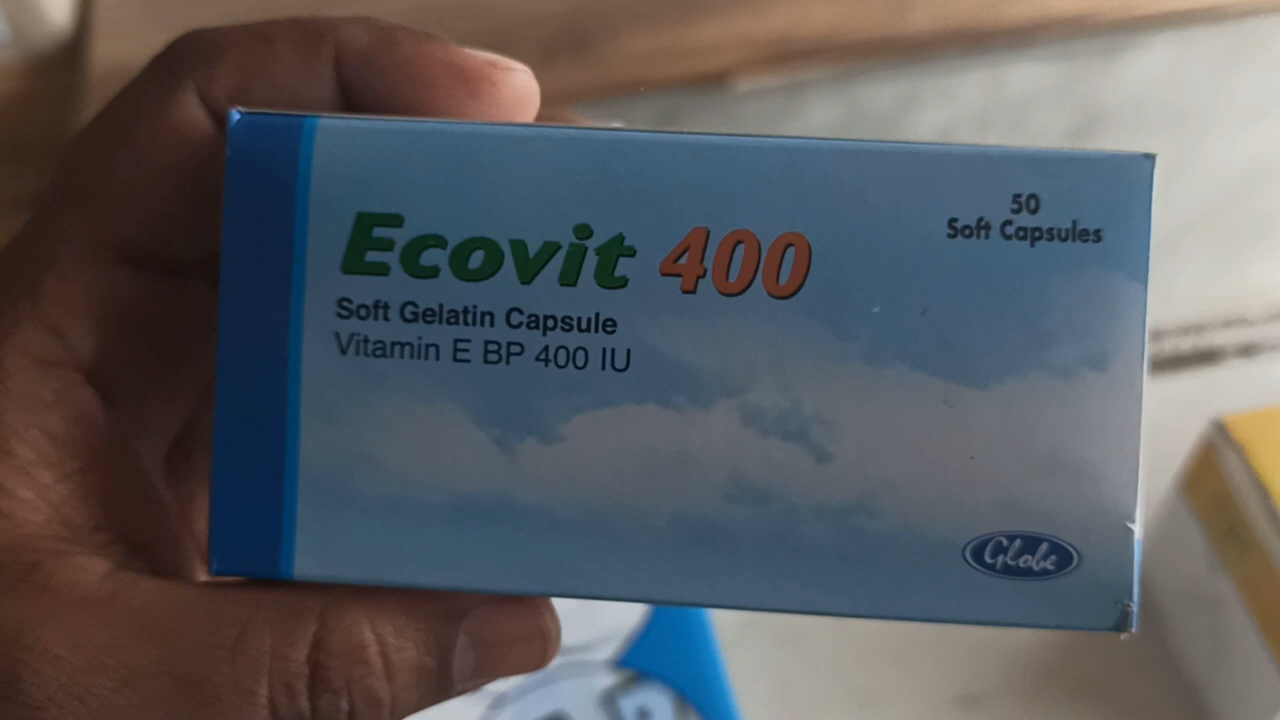 Ecovit 400
Soft Gelatin Capsule
Vitamin E BP 400 IU
50
Soft Capsules
Globe